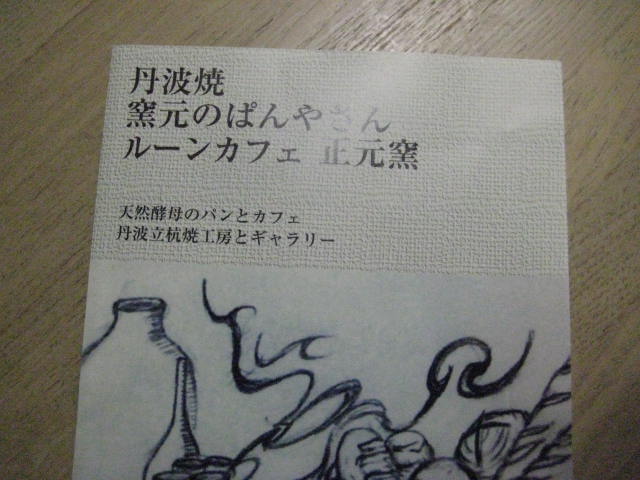 丹波焼
窯元のぱんやさん
ルーンカフェ 正元窯
天然酵母のパンとカフェ
丹波立杭焼工房とギャラリー